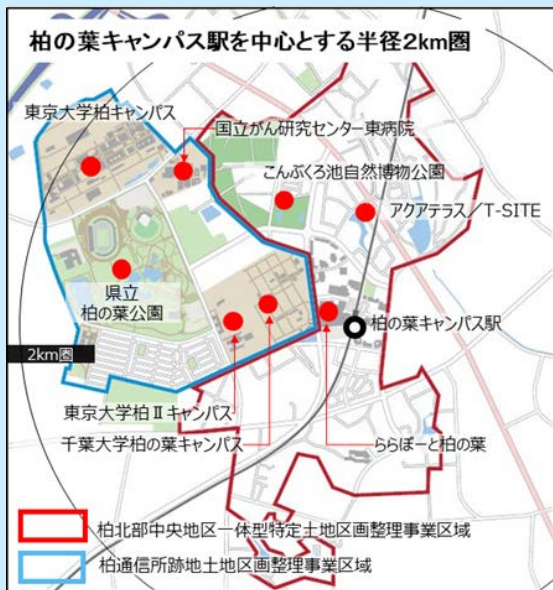 柏の葉キャンパス駅を中心とする半径2km圏
東京大学柏キャンパス
国立がん研究センター東病院
こんぶくろ池自然博物公園
アクアテラス／T-SITE
県立
柏の葉公園
柏の葉キャンパス駅
2km圏
東京大学柏Ⅱキャンパス
千葉大学柏の葉キャンパス
ららぽーと柏の葉
柏北部中央地区一体型特定土地区画整理事業区域
柏通信所跡地土地区画整理事業区域